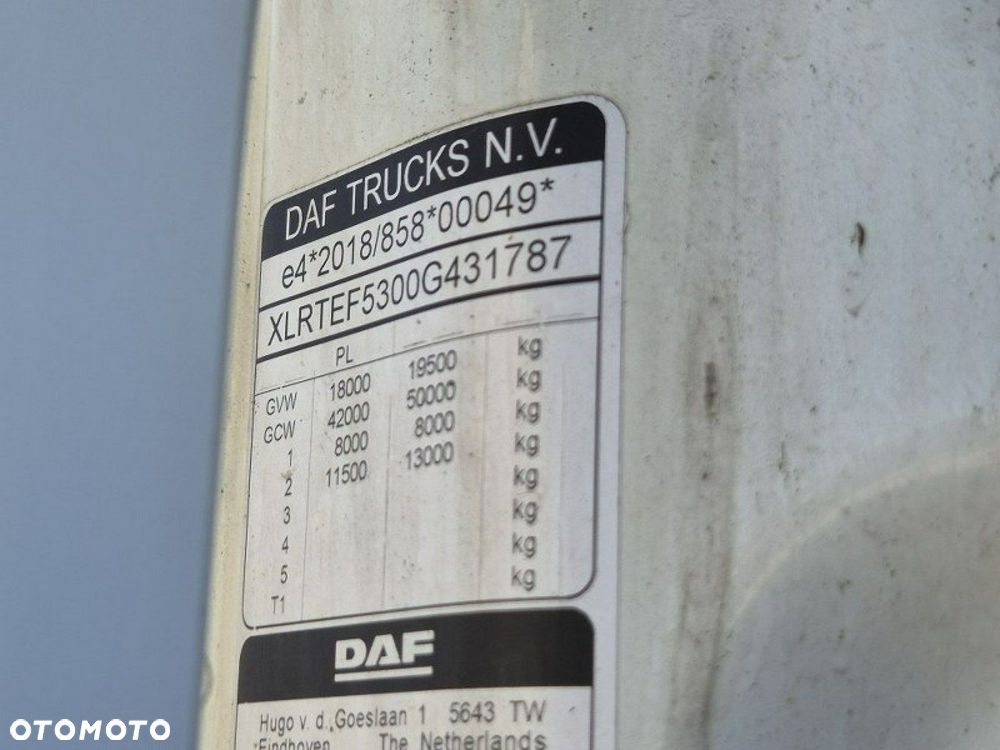 DAF TRUCKS N.V.
e4*2018/858*00049*
XLRTEF5300G431787
PL kg
GVW 18000 19500 kg
GCW 42000 50000 kg
1 8000 8000 kg
2 11500 13000 kg
3 kg
4 kg
5 kg
T1
DAF
Hugo v. d. Goeslaan 1 5643 TW
Eindhoven The Netherlands
OTOMOTO